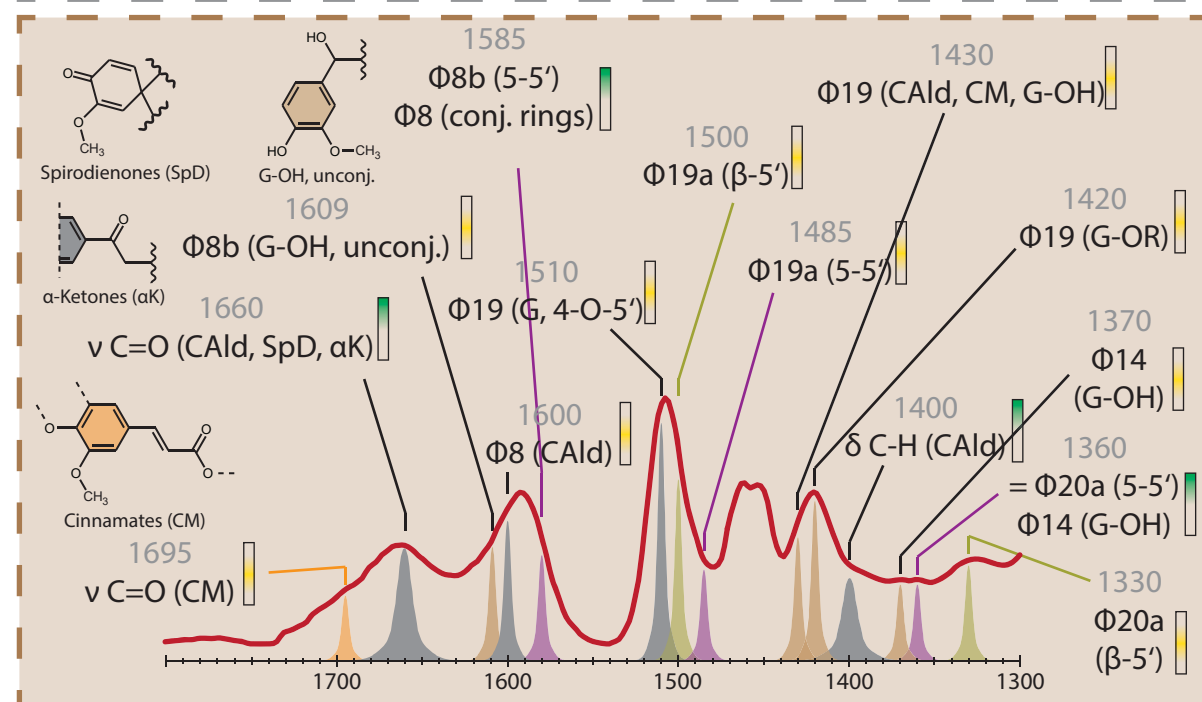 O
O
CH₃
Spirodienones (SpD)
HO
HO
O
CH₃
G-OH, unconj.
1585
Φ8b (5-5‘)
Φ8 (conj. rings)
1430
Φ19 (CAld, CM, G-OH)
1500
Φ19a (β-5‘)
1609
Φ8b (G-OH, unconj.)
1420
Φ19 (G-OR)
1485
Φ19a (5-5‘)
O
α-Ketones (αK)
1510
Φ19 (G, 4-O-5‘)
1660
ν C=O (CAld, SpD, αK)
1370
Φ14
(G-OH)
O
O
O
O
CH₃
Cinnamates (CM)
1600
Φ8 (CAld)
1400
δ C-H (CAld)
1360
= Φ20a (5-5‘)
Φ14 (G-OH)
1695
ν C=O (CM)
1330
Φ20a
(β-5‘)
1700 1600 1500 1400 1300